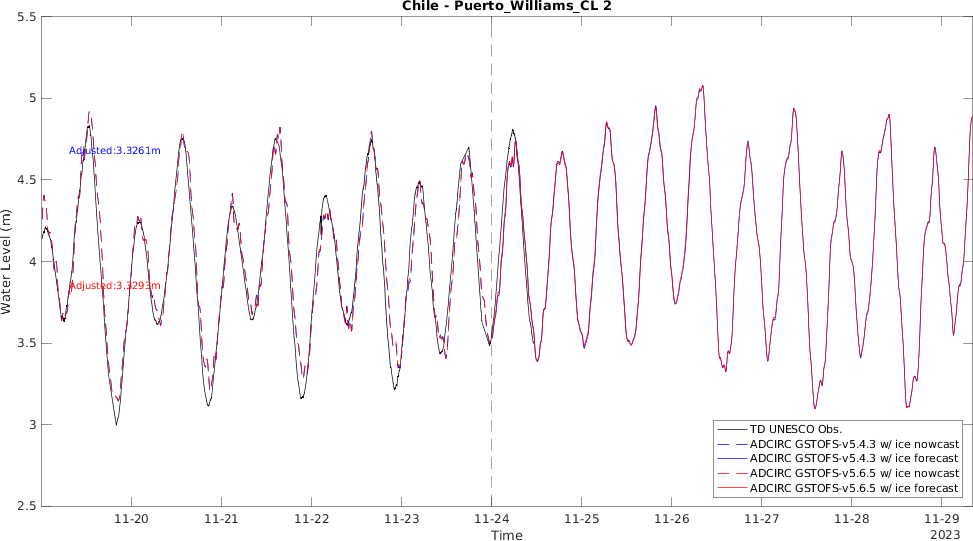 Chile - Puerto_Williams_CL 2
5.5
5
4.5
4
3.5
3
2.5
Water Level (m)
Adjusted:3.3261m
Adjusted:3.3293m
TD UNESCO Obs.
ADCIRC GSTOFS-v5.4.3 w/ ice nowcast
ADCIRC GSTOFS-v5.4.3 w/ ice forecast
ADCIRC GSTOFS-v5.6.5 w/ ice nowcast
ADCIRC GSTOFS-v5.6.5 w/ ice forecast
11-20
11-21
11-22
11-23
11-24
11-25
11-26
11-27
11-28
11-29
2023
Time